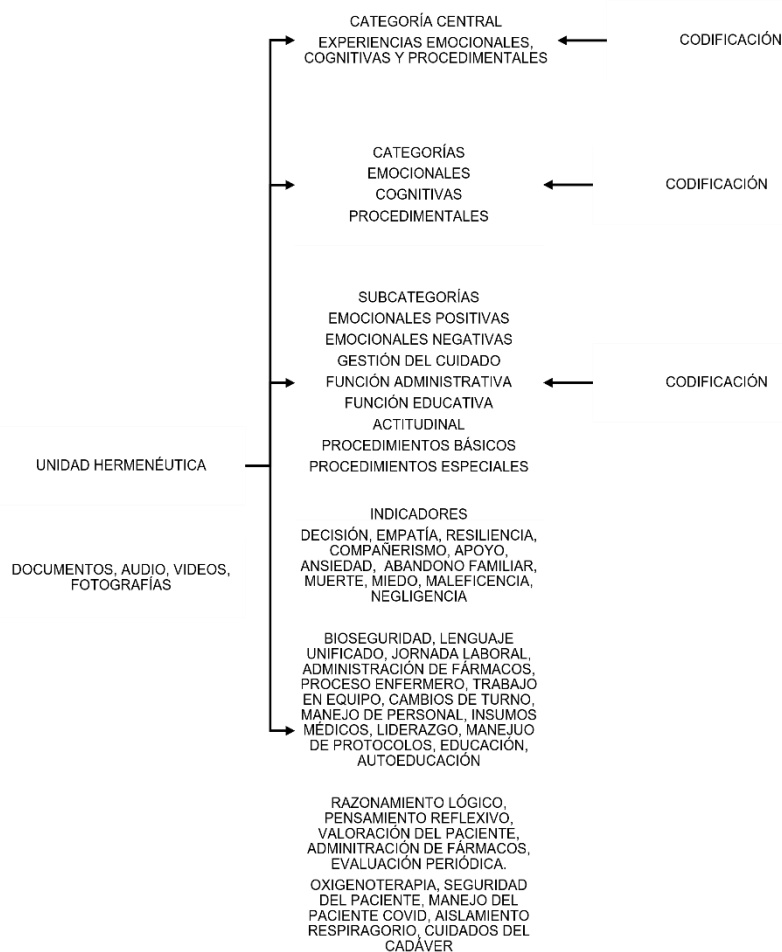 CATEGORÍA CENTRAL
EXPERIENCIAS EMOCIONALES,
COGNITIVAS Y PROCEDIMENTALES
CODIFICACIÓN
CATEGORÍAS
EMOCIONALES
COGNITIVAS
PROCEDIMENTALES
CODIFICACIÓN
SUBCATEGORÍAS
EMOCIONALES POSITIVAS
EMOCIONALES NEGATIVAS
GESTIÓN DEL CUIDADO
FUNCIÓN ADMINISTRATIVA
FUNCIÓN EDUCATIVA
ACTITUDINAL
PROCEDIMIENTOS BÁSICOS
PROCEDIMIENTOS ESPECIALES
CODIFICACIÓN
UNIDAD HERMENÉUTICA
DOCUMENTOS, AUDIO, VIDEOS,
FOTOGRAFÍAS
INDICADORES
DECISIÓN, EMPATÍA, RESILIENCIA,
COMPAÑERISMO, APOYO,
ANSIEDAD, ABANDONO FAMILIAR,
MUERTE, MIEDO, MALEFICENCIA,
NEGLIGENCIA
BIOSEGURIDAD, LENGUAJE
UNIFICADO, JORNADA LABORAL,
ADMINISTRACIÓN DE FÁRMACOS,
PROCESO ENFERMERO, TRABAJO
EN EQUIPO, CAMBIOS DE TURNO,
MANEJO DE PERSONAL, INSUMOS
MÉDICOS, LIDERAZGO, MANEJUO
DE PROTOCOLOS, EDUCACIÓN,
AUTOEDUCACIÓN
RAZONAMIENTO LÓGICO,
PENSAMIENTO REFLEXIVO,
VALORACIÓN DEL PACIENTE,
ADMINITRACIÓN DE FÁRMACOS,
EVALUACIÓN PERIÓDICA.
OXIGENOTERAPIA, SEGURIDAD
DEL PACIENTE, MANEJO DEL
PACIENTE COVID, AISLAMIENTO
RESPIRAGORIO, CUIDADOS DEL
CADÁVER